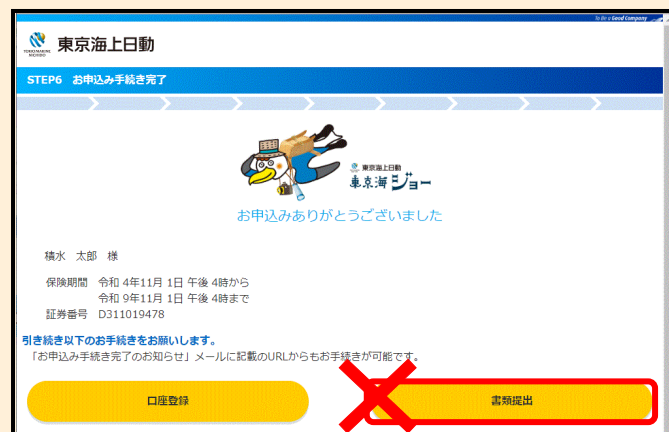 To Be a Good Company
TOKIO MARINE
NICHIDO
東京海上日動
STEP6 お申込み手続き完了
東京海上日動
東京海ジョー
お申込みありがとうございました
積水 太郎 様
保険期間 令和 4年11月 1日 午後 4時から
令和 9年11月 1日 午後 4時まで
証券番号 D311019478
引き続き以下のお手続きをお願いします。
「お申込み手続き完了のお知らせ」メールに記載のURLからもお手続きが可能です。
口座登録
書類提出